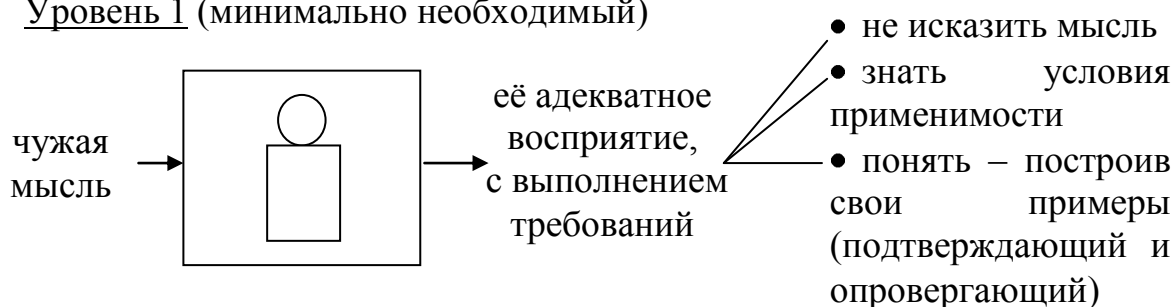 Уровень 1 (минимально необходимый)
чужая
мысль
её адекватное
восприятие,
с выполнением
требований
• не исказить мысль
• знать условия
применимости
• понять – построив
свои примеры
(подтверждающий и
опровергающий)